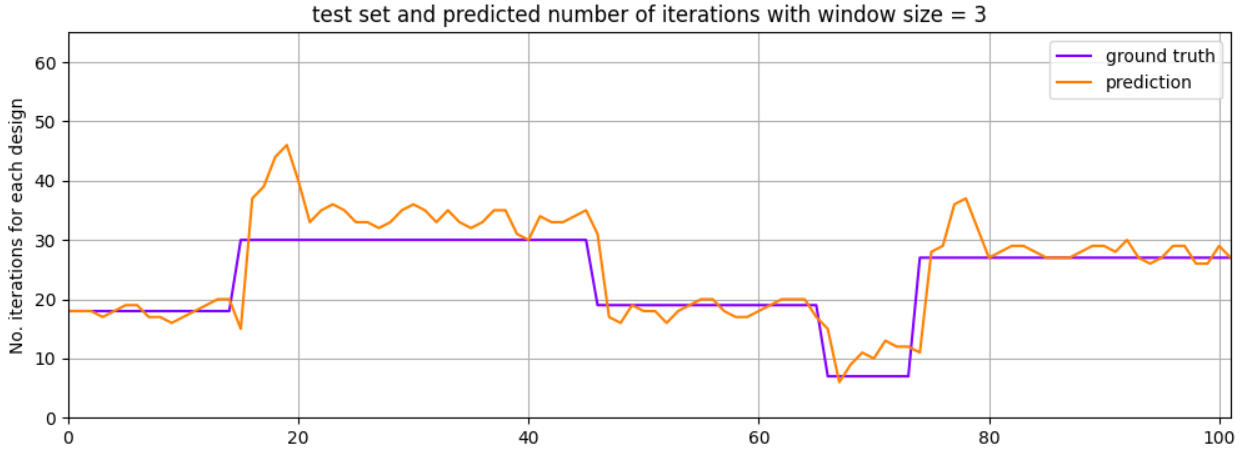 test set and predicted number of iterations with window size = 3
No. iterations for each design
60
50
40
30
20
10
0
0 20 40 60 80 100
ground truth
prediction